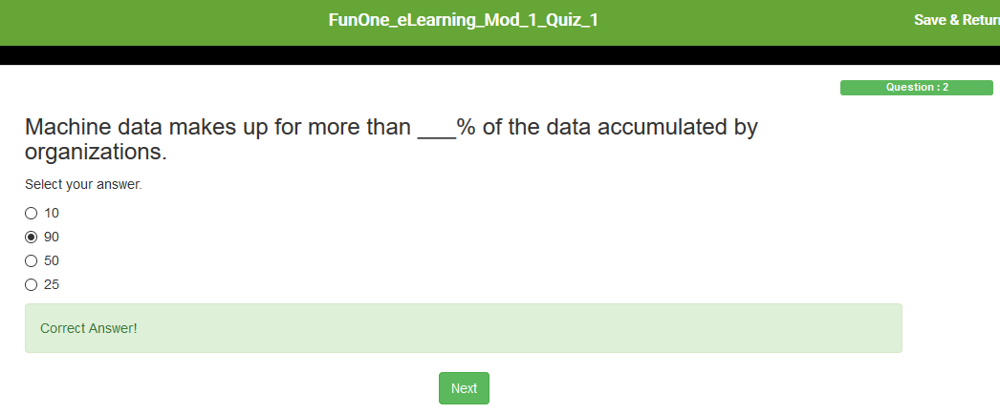 FunOne_eLearning_Mod_1_Quiz_1
Save & Return
Question : 2
Machine data makes up for more than ___% of the data accumulated by
organizations.
Select your answer.
10
90
50
25
Correct Answer!
Next